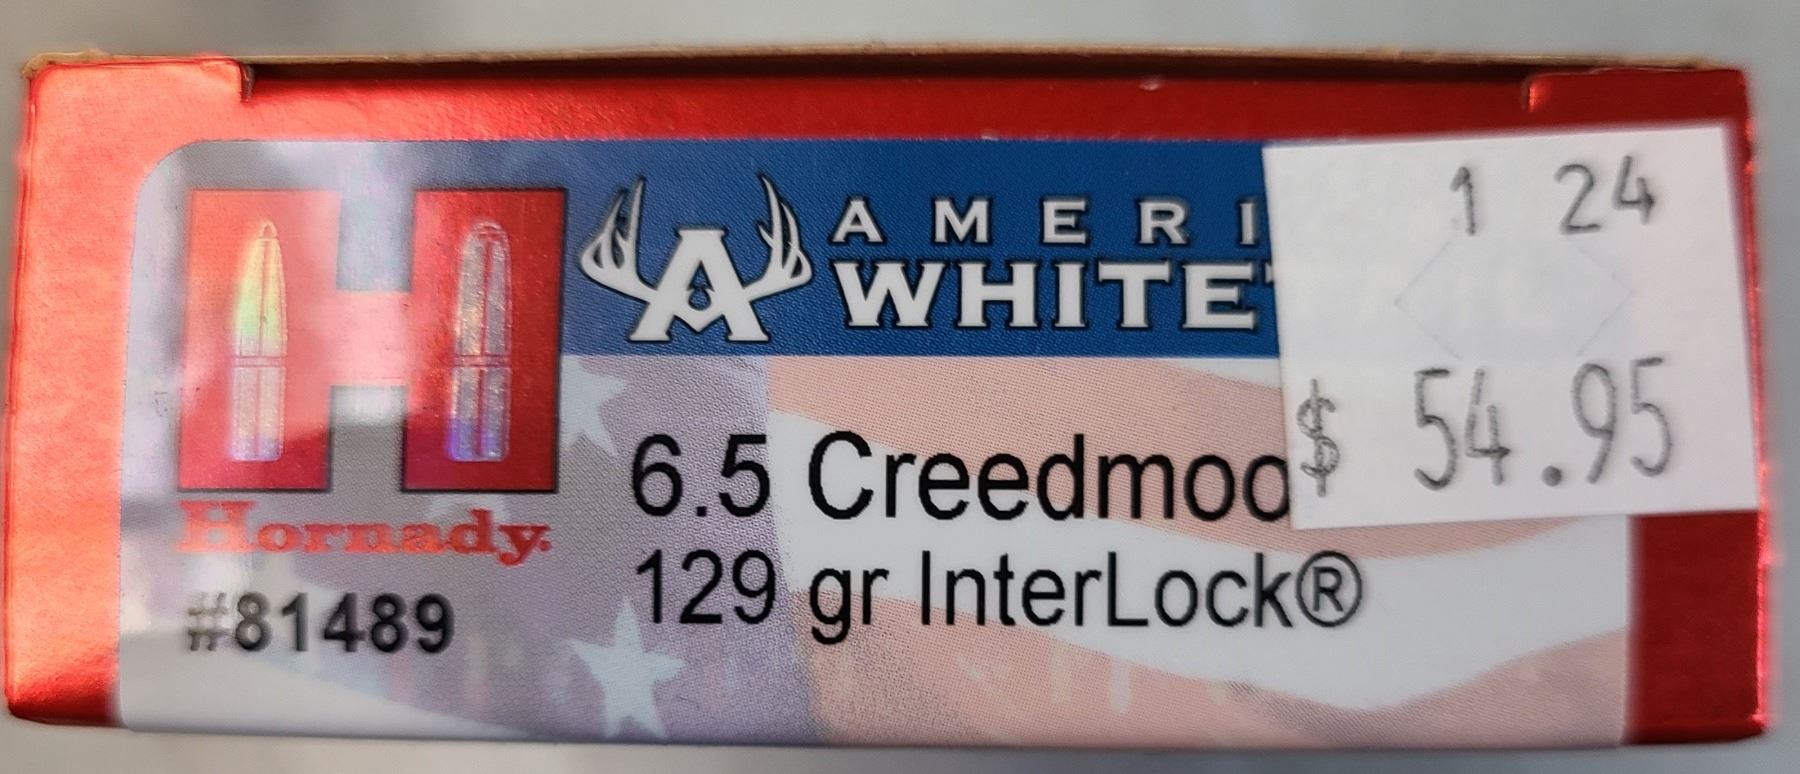 AMERI
WHITE
1 24
$ 54.95
Hornady.
#81489
6.5 Creedmoo
129 gr InterLock®